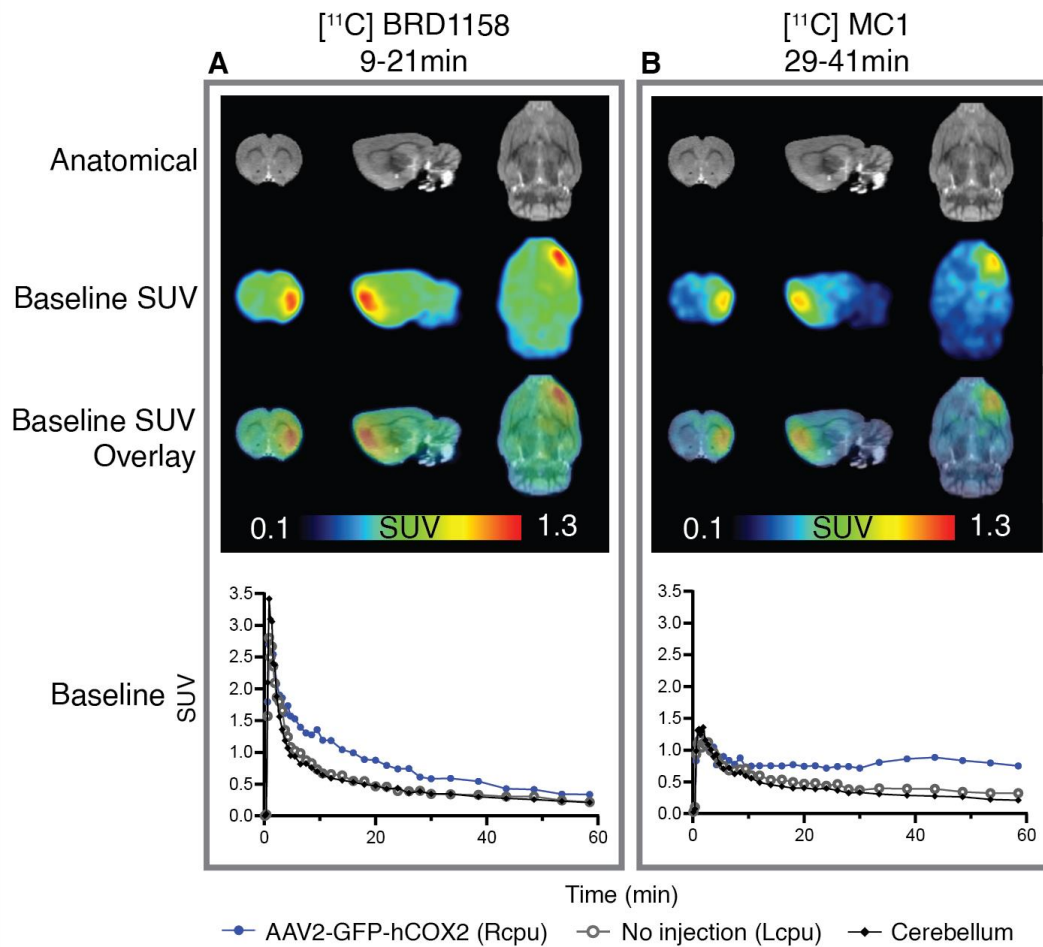 [¹¹C] BRD1158
9-21min
[¹¹C] MC1
29-41min
A
B
Anatomical
Baseline SUV
Baseline SUV
Overlay
0.1 SUV 1.3
0.1 SUV 1.3
Baseline
SUV
3.5
3.0
2.5
2.0
1.5
1.0
0.5
0.0
0 20 40 60
3.5
3.0
2.5
2.0
1.5
1.0
0.5
0.0
0 20 40 60
Time (min)
AAV2-GFP-hCOX2 (Rcpu) No injection (Lcpu) Cerebellum